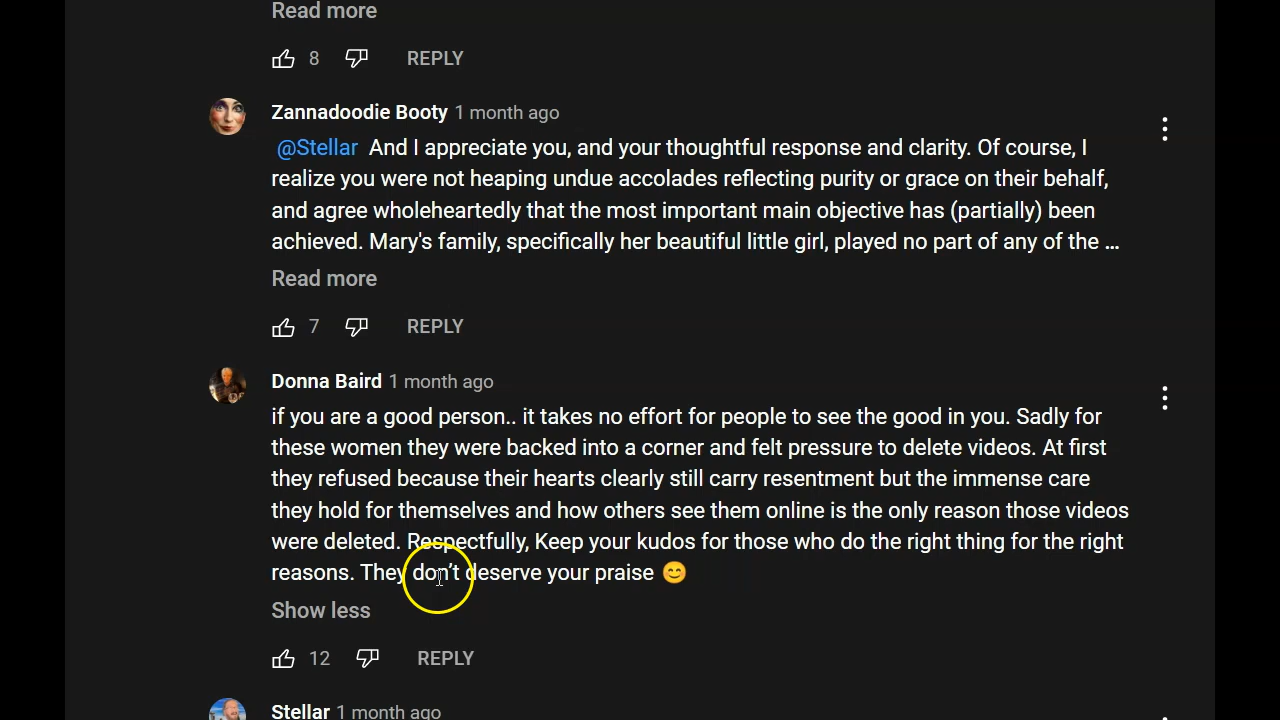 Read more
8 REPLY
Zannadoodie Booty 1 month ago
@Stellar And I appreciate you, and your thoughtful response and clarity. Of course, I
realize you were not heaping undue accolades reflecting purity or grace on their behalf,
and agree wholeheartedly that the most important main objective has (partially) been
achieved. Mary's family, specifically her beautiful little girl, played no part of any of the ...
Read more
7 REPLY
Donna Baird 1 month ago
if you are a good person.. it takes no effort for people to see the good in you. Sadly for
these women they were backed into a corner and felt pressure to delete videos. At first
they refused because their hearts clearly still carry resentment but the immense care
they hold for themselves and how others see them online is the only reason those videos
were deleted. Respectfully, Keep your kudos for those who do the right thing for the right
reasons. They don’t deserve your praise 😊
Show less
12 REPLY
Stellar 1 month ago